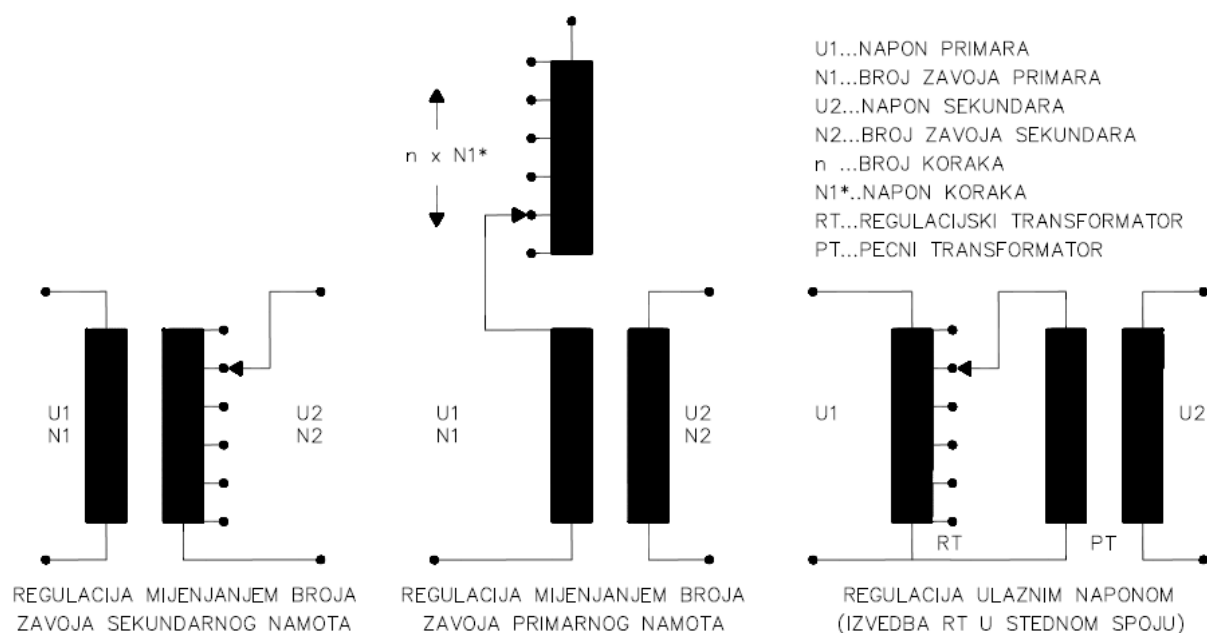 U1...NAPON PRIMARA
N1...BROJ ZAVOJA PRIMARA
U2...NAPON SEKUNDARA
N2...BROJ ZAVOJA SEKUNDARA
n ...BROJ KORAKA
N1*..NAPON KORAKA
RT...REGULACIJSKI TRANSFORMATOR
PT...PECNI TRANSFORMATOR
n x N1*
U1
N1
U2
N2
U1
N1
U2
N2
U1
U2
RT
PT
REGULACIJA MIJENJANJEM BROJA
ZAVOJA SEKUNDARNOG NAMOTA
REGULACIJA MIJENJANJEM BROJA
ZAVOJA PRIMARNOG NAMOTA
REGULACIJA ULAZNIM NAPONOM
(IZVEDBA RT U STEDNOM SPOJU)